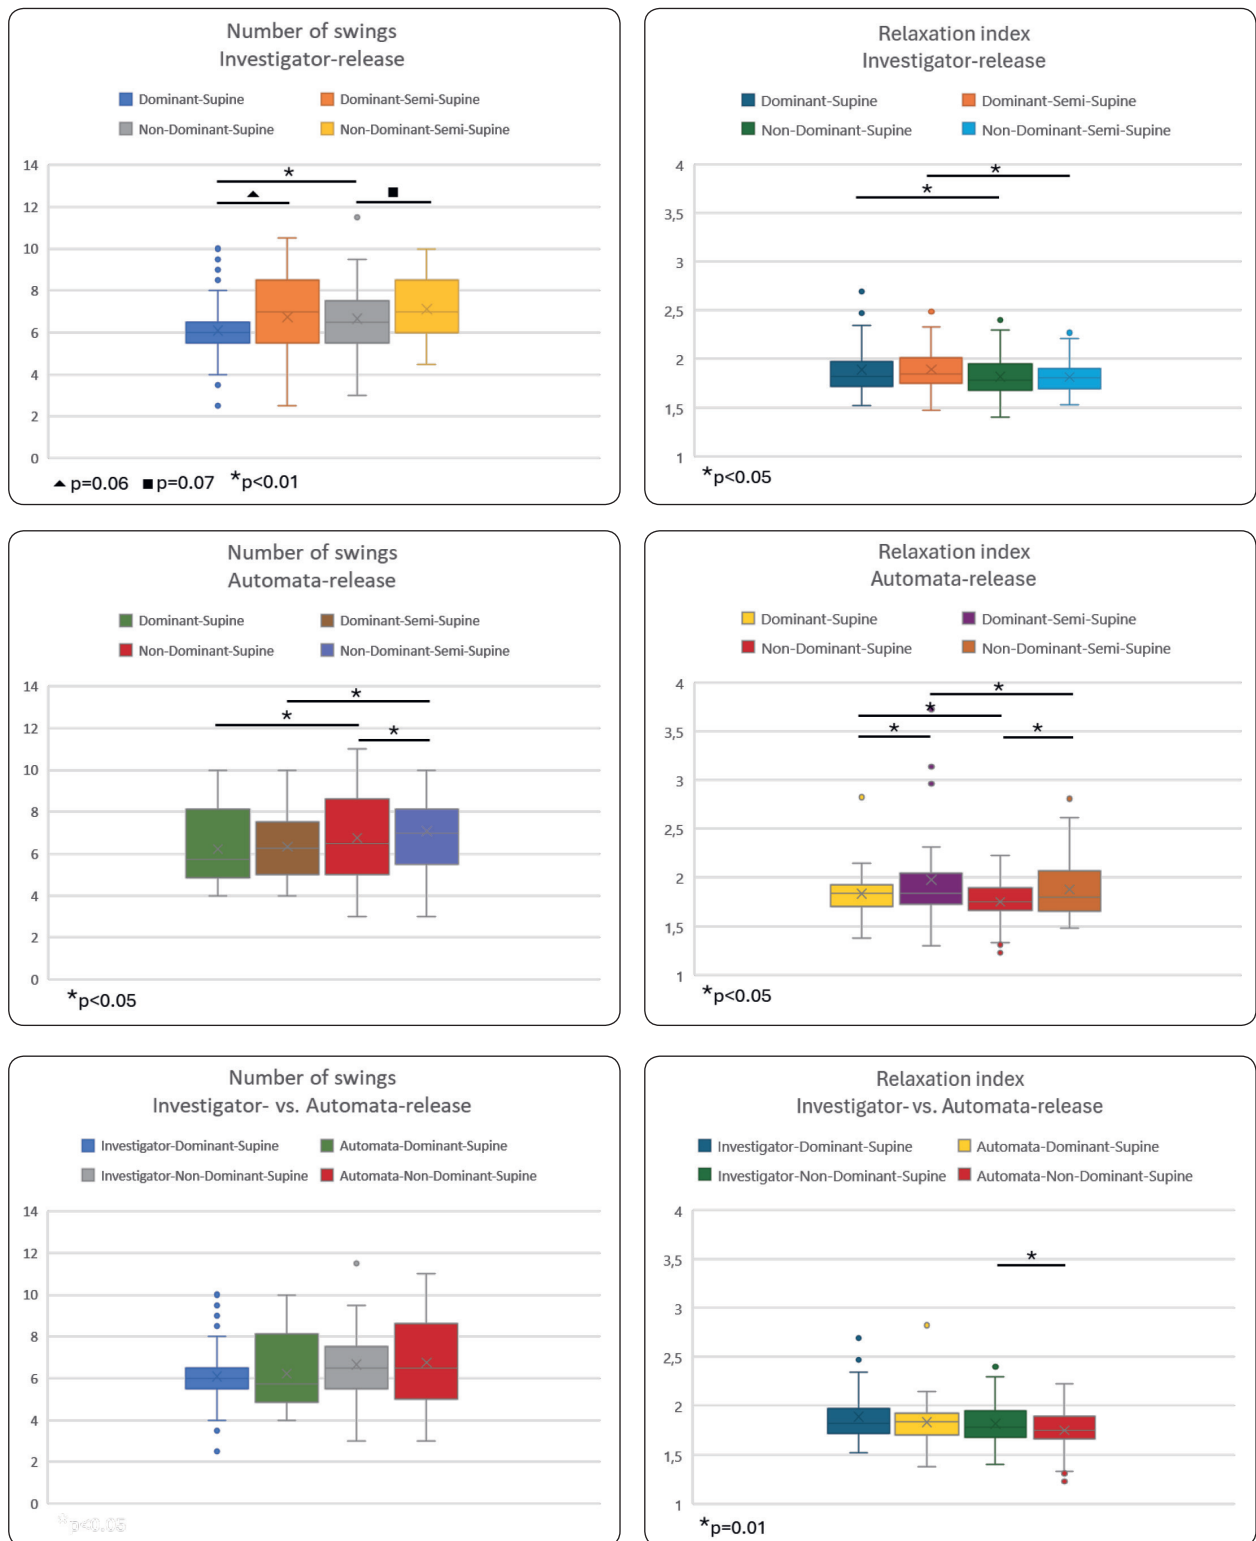 Number of swings
Investigator-release
Dominant-Supine Dominant-Semi-Supine
Non-Dominant-Supine Non-Dominant-Semi-Supine
14
*
12
10
8
6
4
2
0
▲ p=0.06 ■ p=0.07 *p<0.01
Relaxation index
Investigator-release
Dominant-Supine Dominant-Semi-Supine
Non-Dominant-Supine Non-Dominant-Semi-Supine
4
*
*
3,5
3
2,5
2
1,5
1
*p<0.05
Number of swings
Automata-release
Dominant-Supine Dominant-Semi-Supine
Non-Dominant-Supine Non-Dominant-Semi-Supine
14
*
*
12
*
10
8
6
4
2
0
*p<0.05
Relaxation index
Automata-release
Dominant-Supine Dominant-Semi-Supine
Non-Dominant-Supine Non-Dominant-Semi-Supine
4
*
*
* *
3,5
3
2,5
2
1,5
1
*p<0.05
Number of swings
Investigator- vs. Automata-release
Investigator-Dominant-Supine Automata-Dominant-Supine
Investigator-Non-Dominant-Supine Automata-Non-Dominant-Supine
14
12
10
8
6
4
2
0
*p<0.05
Relaxation index
Investigator- vs. Automata-release
Investigator-Dominant-Supine Automata-Dominant-Supine
Investigator-Non-Dominant-Supine Automata-Non-Dominant-Supine
4
3,5
*
3
2,5
2
1,5
1
*p=0.01